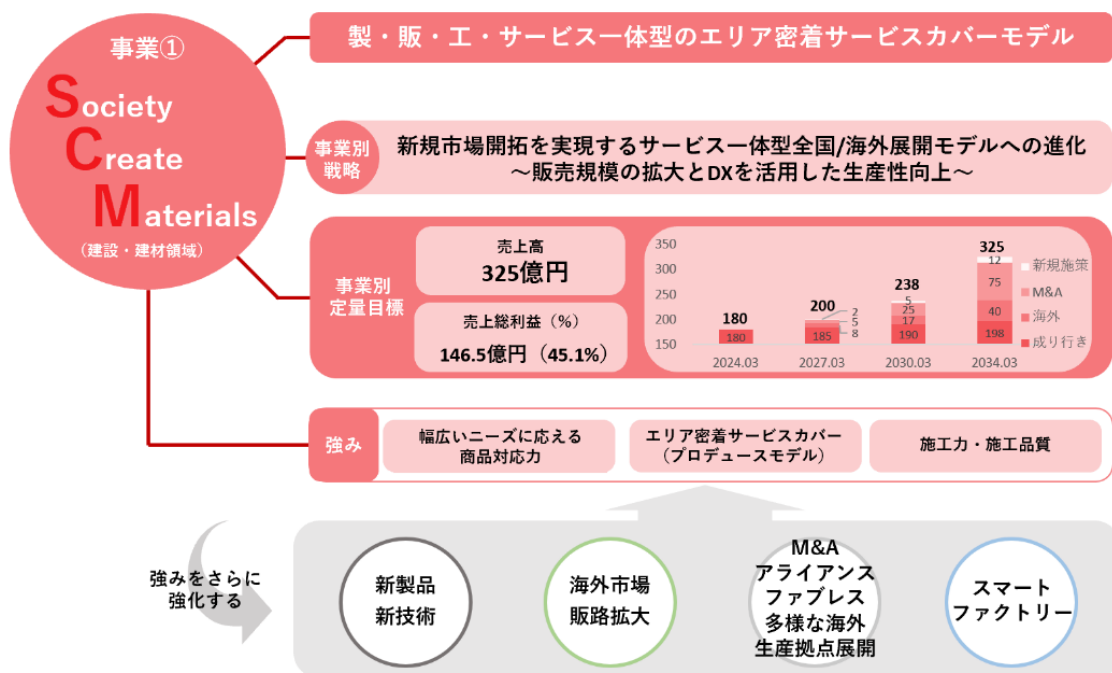 事業①
Society
Create
Materials
（建設・建材領域）
製・販・工・サービス一体型のエリア密着サービスカバーモデル
事業別
戦略
新規市場開拓を実現するサービス一体型全国/海外展開モデルへの進化
～販売規模の拡大とDXを活用した生産性向上～
事業別
定量目標
売上高
325億円
売上総利益（%）
146.5億円（45.1%）
350
300
250
200
150
180
180
2024.03
200
2
5
8
185
2027.03
238
5
25
17
190
2030.03
325
12
75
40
198
2034.03
新規施策
M&A
海外
成り行き
強み
幅広いニーズに応える
商品対応力
エリア密着サービスカバー
（プロデュースモデル）
施工力・施工品質
強みをさらに
強化する
新製品
新技術
海外市場
販路拡大
M&A
アライアンス
ファブレス
多様な海外
生産拠点展開
スマート
ファクトリー